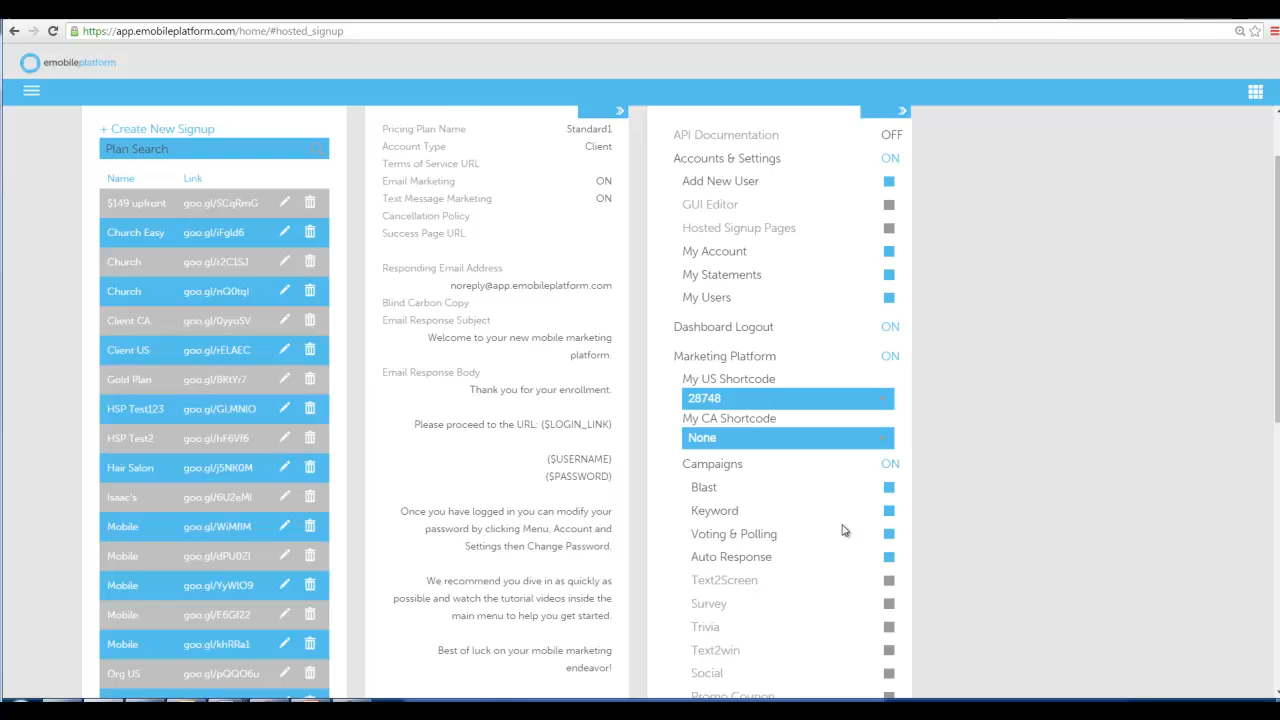 https://app.emobileplatform.com/home/#hosted_signup
emobileplatform
+ Create New Signup
Plan Search
Name Link
$149 upfront goo.gl/SCqRmG
Church Easy goo.gl/iFgld6
Church goo.gl/r2C1SJ
Church goo.gl/nQ0tqI
Client CA goo.gl/0yyoSV
Client US goo.gl/rELAEC
Gold Plan goo.gl/8KtYr7
HSP Test123 goo.gl/GLMNIO
HSP Test2 goo.gl/hF6Vf6
Hair Salon goo.gl/j5NK0M
Isaac's goo.gl/6U2eMl
Mobile goo.gl/WiMfIM
Mobile goo.gl/dPU0ZI
Mobile goo.gl/YyWlO9
Mobile goo.gl/E6Gf22
Mobile goo.gl/khRRa1
Org US goo.gl/pQQO6u
Pricing Plan Name Standard1
Account Type Client
Terms of Service URL
Email Marketing ON
Text Message Marketing ON
Cancellation Policy
Success Page URL
Responding Email Address
noreply@app.emobileplatform.com
Blind Carbon Copy
Email Response Subject
Welcome to your new mobile marketing
platform.
Email Response Body
Thank you for your enrollment.
Please proceed to the URL: {$LOGIN_LINK}
{$USERNAME}
{$PASSWORD}
Once you have logged in you can modify your
password by clicking Menu, Account and
Settings then Change Password.
We recommend you dive in as quickly as
possible and watch the tutorial videos inside the
main menu to help you get started.
Best of luck on your mobile marketing
endeavor!
API Documentation OFF
Accounts & Settings ON
Add New User
GUI Editor
Hosted Signup Pages
My Account
My Statements
My Users
Dashboard Logout ON
Marketing Platform ON
My US Shortcode
28748
My CA Shortcode
None
Campaigns ON
Blast
Keyword
Voting & Polling
Auto Response
Text2Screen
Survey
Trivia
Text2win
Social
Promo Coupon